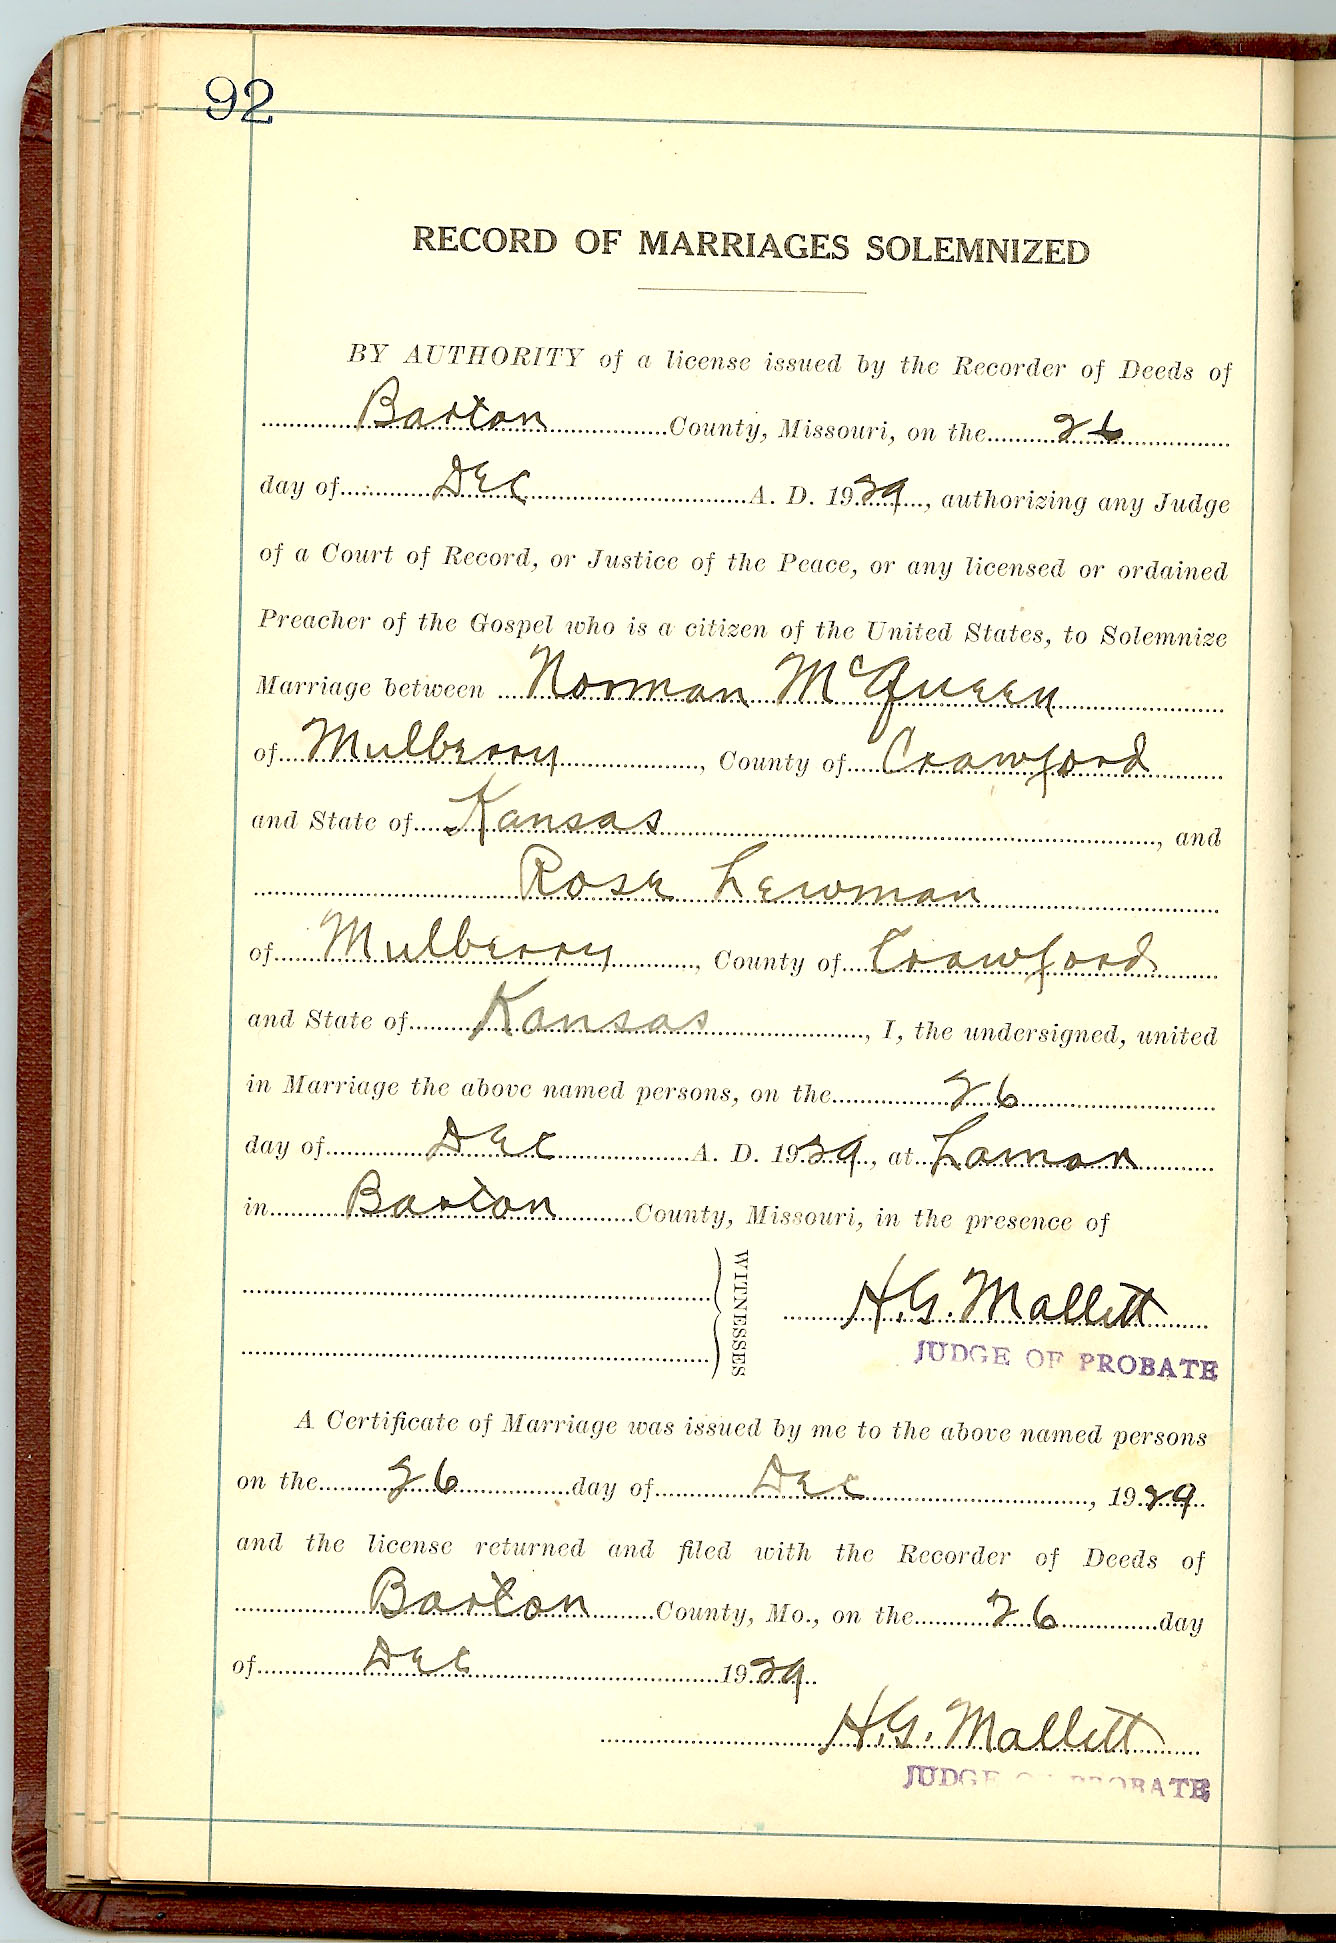 92
RECORD OF MARRIAGES SOLEMNIZED
BY AUTHORITY of a license issued by the Recorder of Deeds of
Barton County, Missouri, on the 26
day of Dec A. D. 1929, authorizing any Judge
of a Court of Record, or Justice of the Peace, or any licensed or ordained
Preacher of the Gospel who is a citizen of the United States, to Solemnize
Marriage between Norman McQueen
of Mulberry, County of Crawford
and State of Kansas, and
Rose Lewman
of Mulberry, County of Crawford
and State of Kansas, I, the undersigned, united
in Marriage the above named persons, on the 26
day of Dec A. D. 1929, at Lamar
in Barton County, Missouri, in the presence of
WITNESSES
H.G. Mallett
JUDGE OF PROBATE
A Certificate of Marriage was issued by me to the above named persons
on the 26 day of Dec, 1929
and the license returned and filed with the Recorder of Deeds of
Barton County, Mo., on the 26 day
of Dec 1929.
H.G. Mallett
JUDGE OF PROBATE